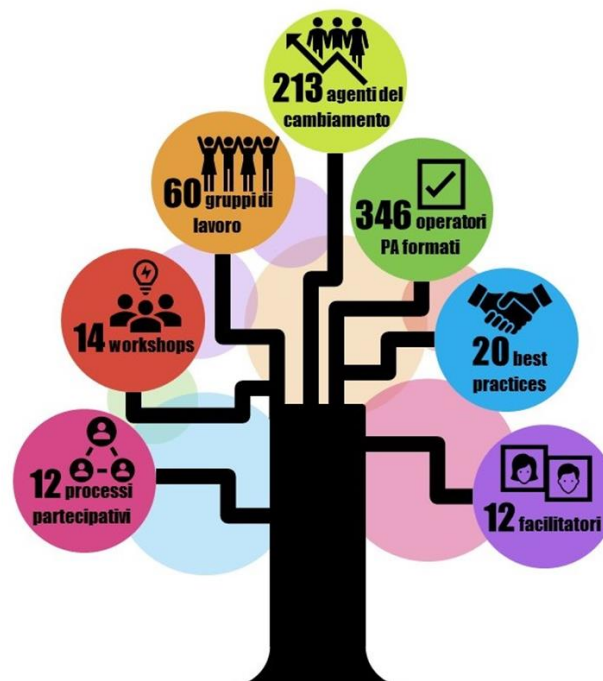 213 agenti del
cambiamento
60 gruppi di
lavoro
346 operatori
PA formati
14 workshops
20 best
practices
12 processi
partecipativi
12 facilitatori